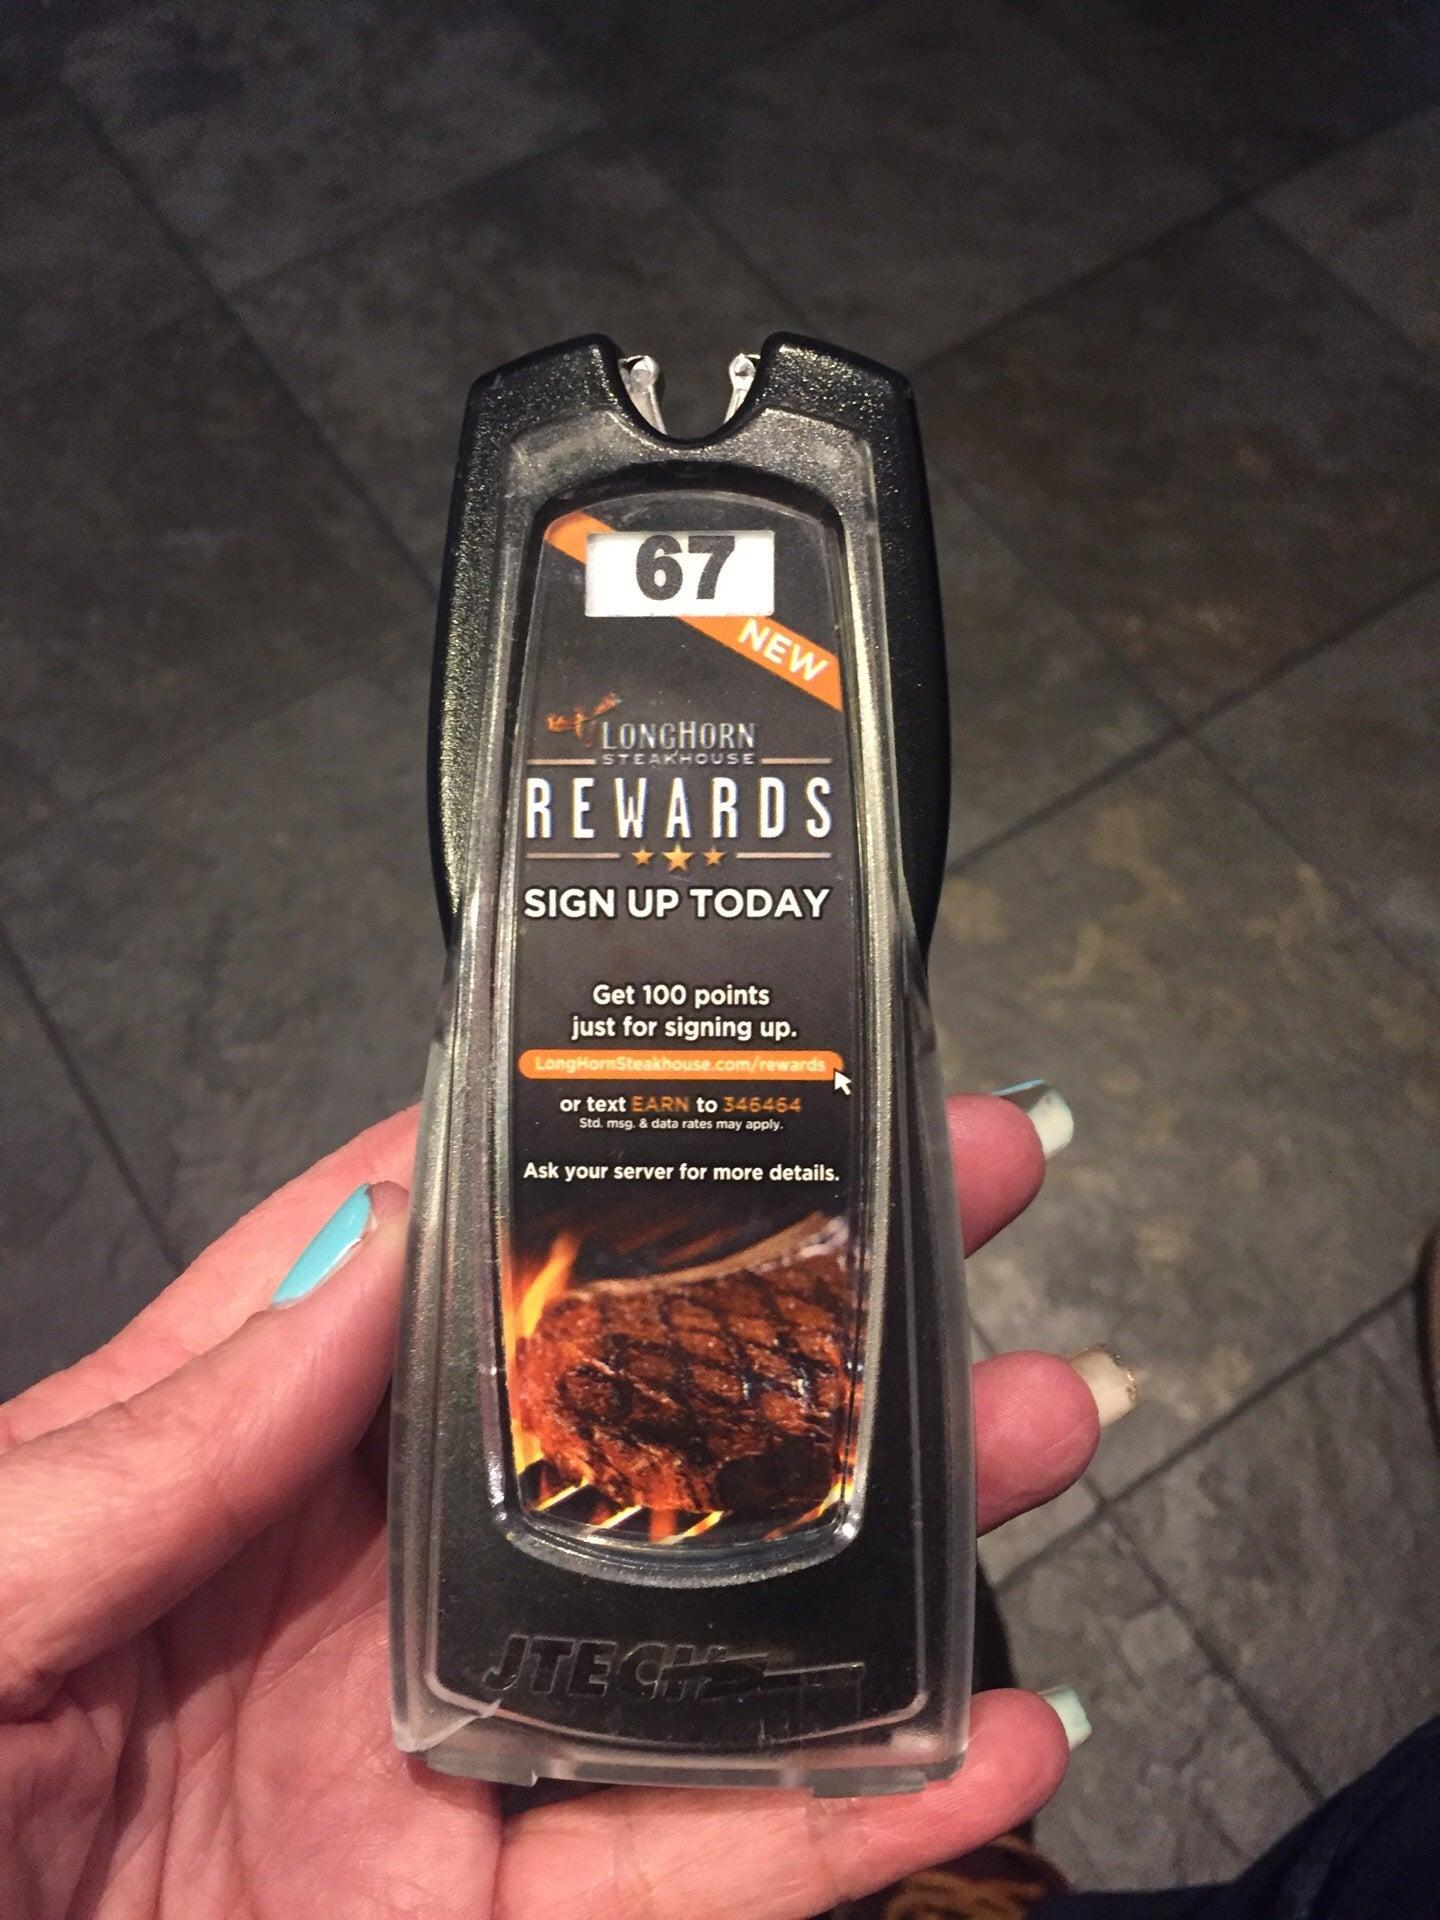 67
NEW
LONGHORN
STEAKHOUSE
REWARDS
SIGN UP TODAY
Get 100 points
just for signing up.
LongHornSteakhouse.com/rewards
or text EARN to 346464
Std. msg. & data rates may apply.
Ask your server for more details.
JTECH